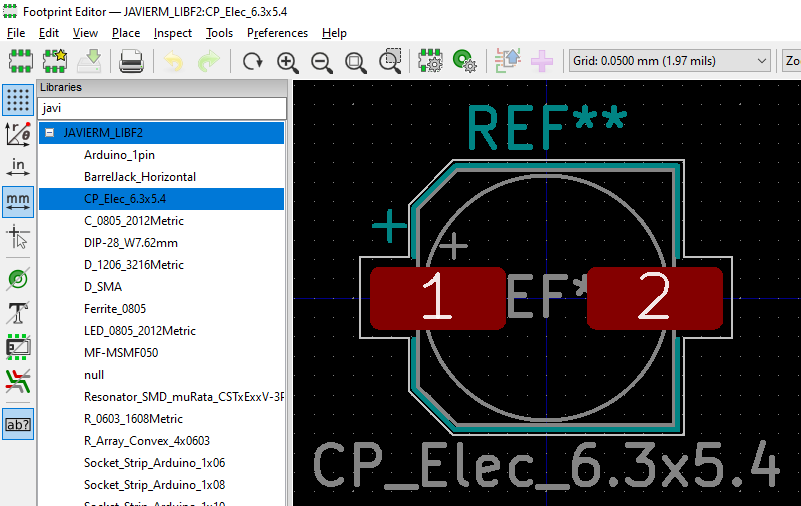 Footprint Editor — JAVIERM_LIBF2:CP_Elec_6.3x5.4
File Edit View Place Inspect Tools Preferences Help
Grid: 0.0500 mm (1.97 mils)
Zo
Libraries
javi
JAVIERM_LIBF2
Arduino_1pin
BarrelJack_Horizontal
CP_Elec_6.3x5.4
C_0805_2012Metric
DIP-28_W7.62mm
D_1206_3216Metric
D_SMA
Ferrite_0805
LED_0805_2012Metric
MF-MSMF050
null
Resonator_SMD_muRata_CSTxExxV-3P
R_0603_1608Metric
R_Array_Convex_4x0603
Socket_Strip_Arduino_1x06
Socket_Strip_Arduino_1x08
Socket_Strip_Arduino_1x10
in
mm
ab?
REF**
+
+
1 EF* 2
CP_Elec_6.3x5.4